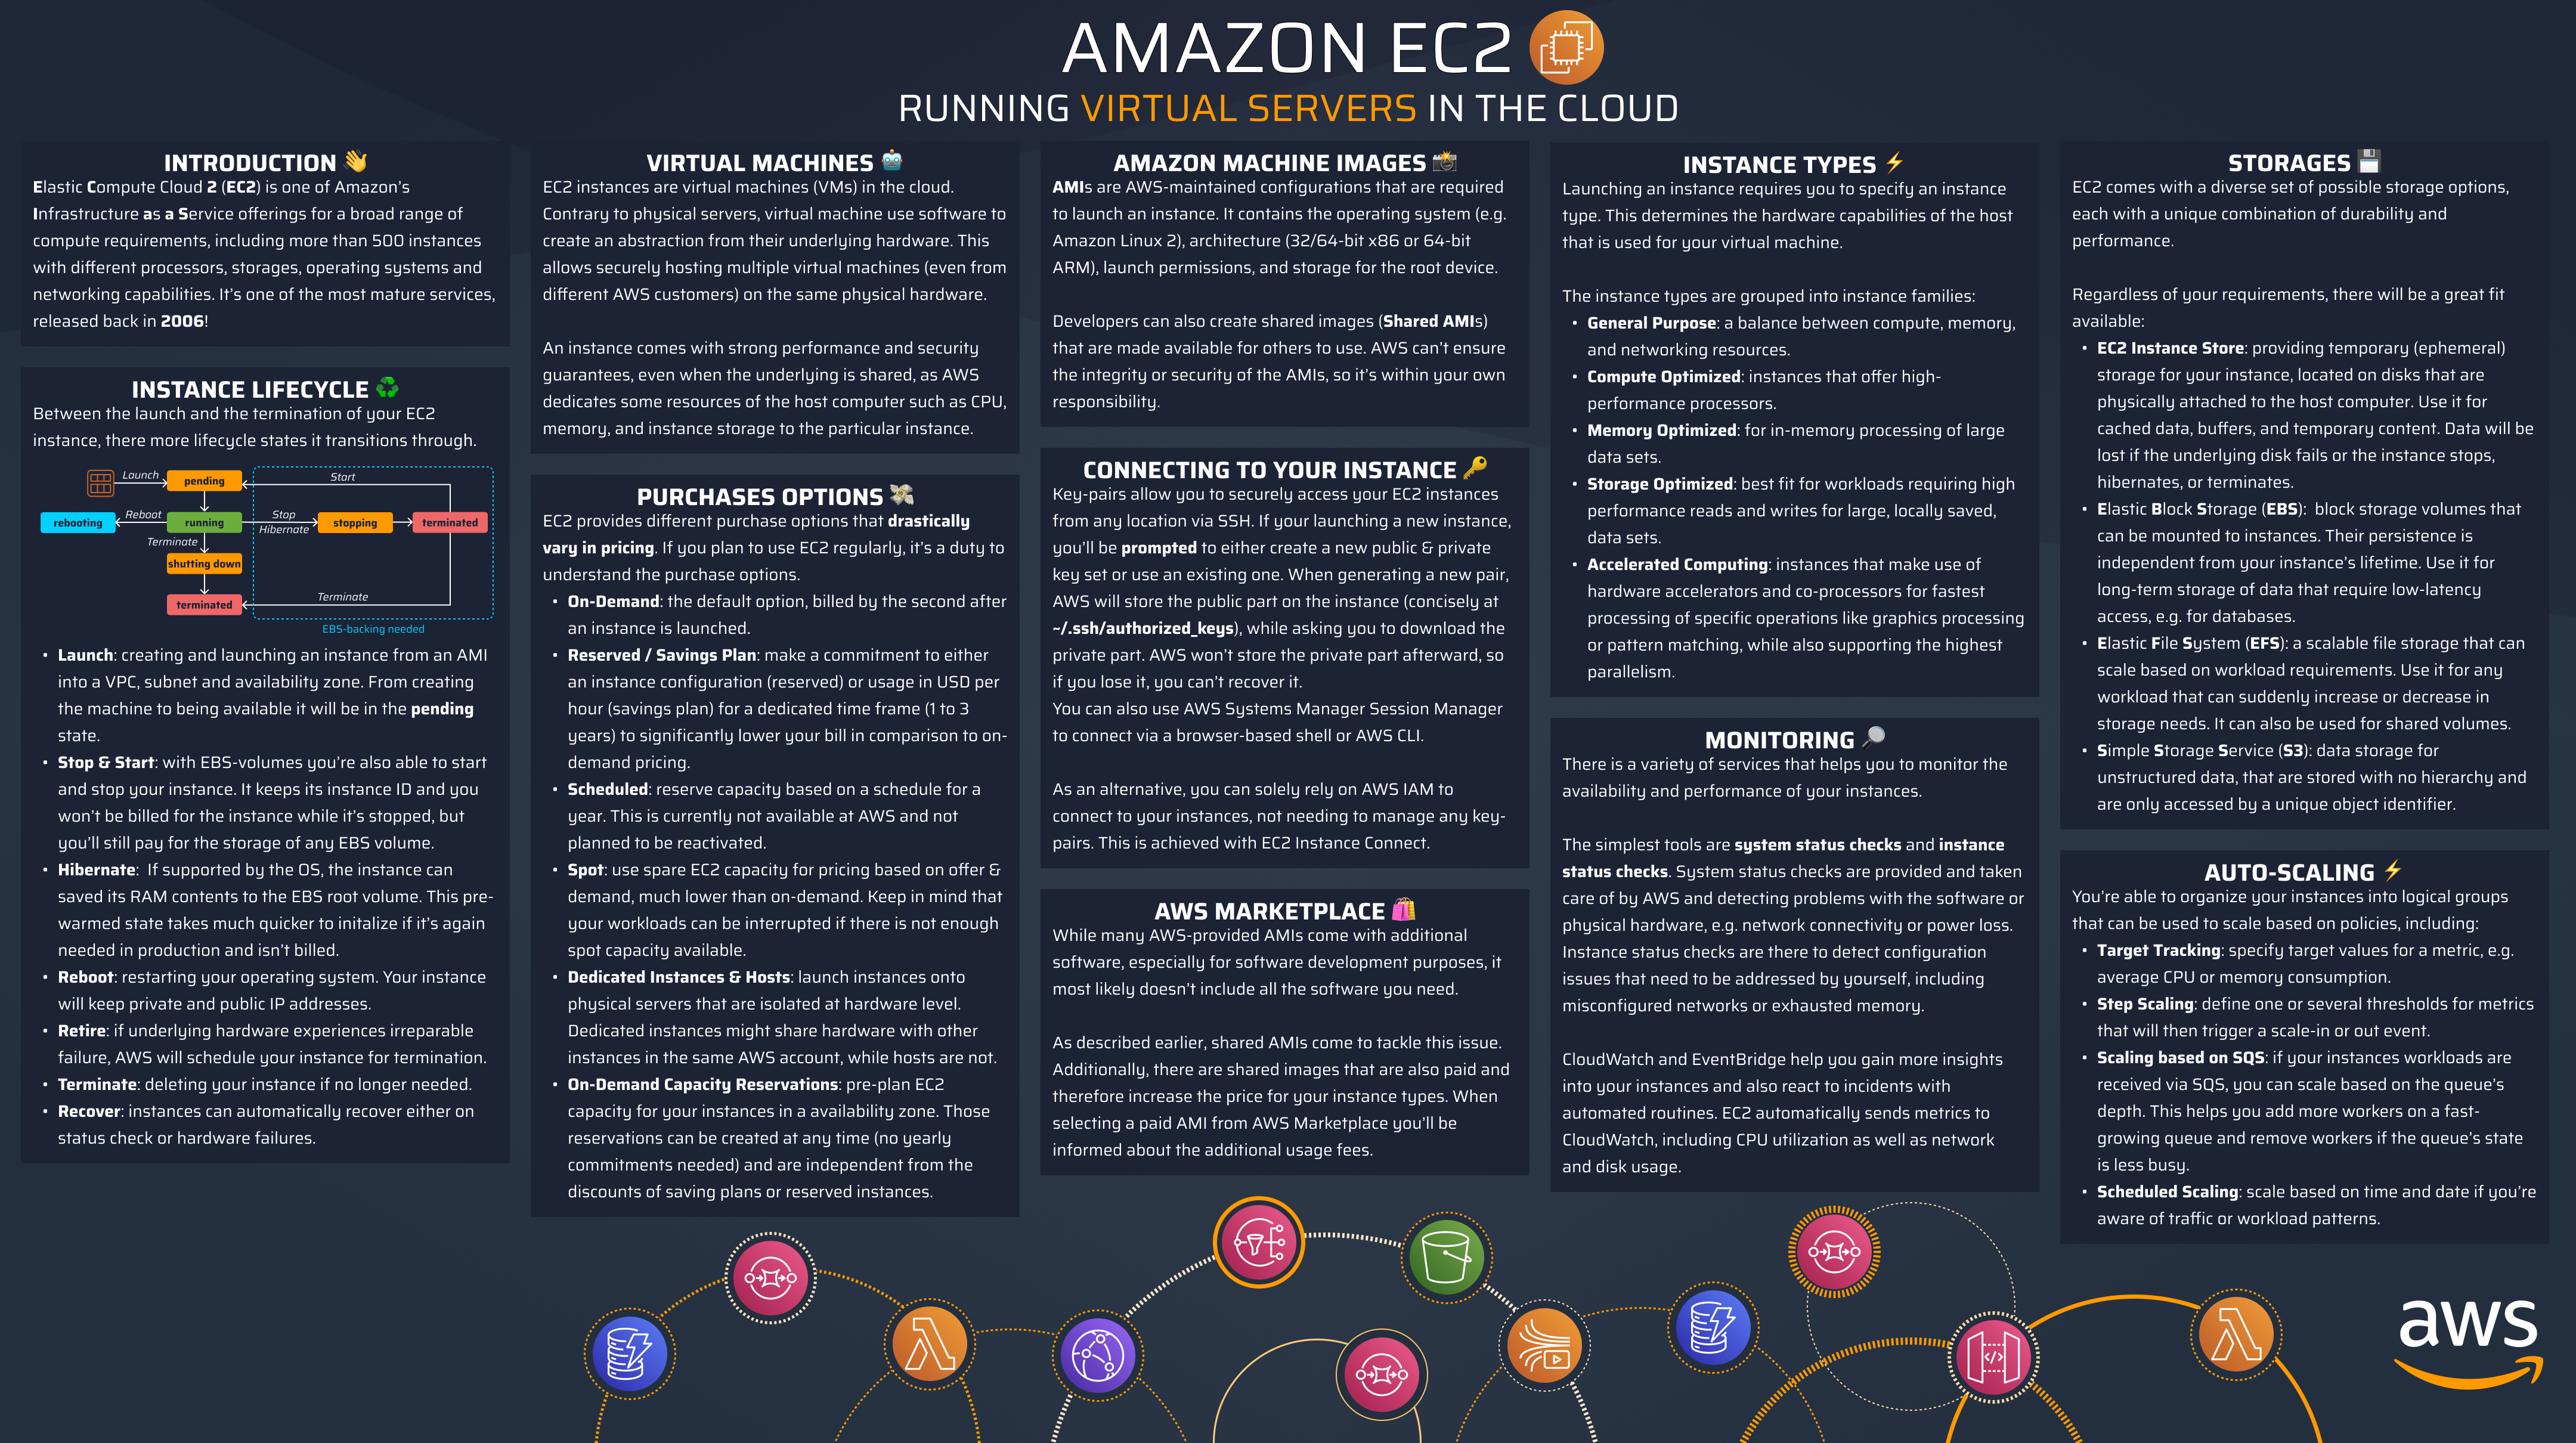 AMAZON EC2
RUNNING VIRTUAL SERVERS IN THE CLOUD
INTRODUCTION 👋
Elastic Compute Cloud 2 (EC2) is one of Amazon's
Infrastructure as a Service offerings for a broad range of
compute requirements, including more than 500 instances
with different processors, storages, operating systems and
networking capabilities. It's one of the most mature services,
released back in 2006!
INSTANCE LIFECYCLE ♻️
Between the launch and the termination of your EC2
instance, there more lifecycle states it transitions through.
Launch
pending
Start
rebooting
Reboot
running
Stop
Hibernate
stopping
terminated
Terminate
shutting down
terminated
Terminate
EBS-backing needed
• Launch: creating and launching an instance from an AMI
into a VPC, subnet and availability zone. From creating
the machine to being available it will be in the pending
state.
• Stop & Start: with EBS-volumes you're also able to start
and stop your instance. It keeps its instance ID and you
won't be billed for the instance while it's stopped, but
you'll still pay for the storage of any EBS volume.
• Hibernate: If supported by the OS, the instance can
saved its RAM contents to the EBS root volume. This pre-
warmed state takes much quicker to initalize if it's again
needed in production and isn't billed.
• Reboot: restarting your operating system. Your instance
will keep private and public IP addresses.
• Retire: if underlying hardware experiences irreparable
failure, AWS will schedule your instance for termination.
• Terminate: deleting your instance if no longer needed.
• Recover: instances can automatically recover either on
status check or hardware failures.
VIRTUAL MACHINES 🤖
EC2 instances are virtual machines (VMs) in the cloud.
Contrary to physical servers, virtual machine use software to
create an abstraction from their underlying hardware. This
allows securely hosting multiple virtual machines (even from
different AWS customers) on the same physical hardware.
An instance comes with strong performance and security
guarantees, even when the underlying is shared, as AWS
dedicates some resources of the host computer such as CPU,
memory, and instance storage to the particular instance.
PURCHASES OPTIONS 💸
EC2 provides different purchase options that drastically
vary in pricing. If you plan to use EC2 regularly, it's a duty to
understand the purchase options.
• On-Demand: the default option, billed by the second after
an instance is launched.
• Reserved / Savings Plan: make a commitment to either
an instance configuration (reserved) or usage in USD per
hour (savings plan) for a dedicated time frame (1 to 3
years) to significantly lower your bill in comparison to on-
demand pricing.
• Scheduled: reserve capacity based on a schedule for a
year. This is currently not available at AWS and not
planned to be reactivated.
• Spot: use spare EC2 capacity for pricing based on offer &
demand, much lower than on-demand. Keep in mind that
your workloads can be interrupted if there is not enough
spot capacity available.
• Dedicated Instances & Hosts: launch instances onto
physical servers that are isolated at hardware level.
Dedicated instances might share hardware with other
instances in the same AWS account, while hosts are not.
• On-Demand Capacity Reservations: pre-plan EC2
capacity for your instances in a availability zone. Those
reservations can be created at any time (no yearly
commitments needed) and are independent from the
discounts of saving plans or reserved instances.
AMAZON MACHINE IMAGES 📸
AMIs are AWS-maintained configurations that are required
to launch an instance. It contains the operating system (e.g.
Amazon Linux 2), architecture (32/64-bit x86 or 64-bit
ARM), launch permissions, and storage for the root device.
Developers can also create shared images (Shared AMIs)
that are made available for others to use. AWS can't ensure
the integrity or security of the AMIs, so it's within your own
responsibility.
CONNECTING TO YOUR INSTANCE 🔑
Key-pairs allow you to securely access your EC2 instances
from any location via SSH. If your launching a new instance,
you'll be prompted to either create a new public & private
key set or use an existing one. When generating a new pair,
AWS will store the public part on the instance (concisely at
~/.ssh/authorized_keys), while asking you to download the
private part. AWS won't store the private part afterward, so
if you lose it, you can't recover it.
You can also use AWS Systems Manager Session Manager
to connect via a browser-based shell or AWS CLI.
As an alternative, you can solely rely on AWS IAM to
connect to your instances, not needing to manage any key-
pairs. This is achieved with EC2 Instance Connect.
AWS MARKETPLACE 🛍️
While many AWS-provided AMIs come with additional
software, especially for software development purposes, it
most likely doesn't include all the software you need.
As described earlier, shared AMIs come to tackle this issue.
Additionally, there are shared images that are also paid and
therefore increase the price for your instance types. When
selecting a paid AMI from AWS Marketplace you'll be
informed about the additional usage fees.
INSTANCE TYPES ⚡
Launching an instance requires you to specify an instance
type. This determines the hardware capabilities of the host
that is used for your virtual machine.
The instance types are grouped into instance families:
• General Purpose: a balance between compute, memory,
and networking resources.
• Compute Optimized: instances that offer high-
performance processors.
• Memory Optimized: for in-memory processing of large
data sets.
• Storage Optimized: best fit for workloads requiring high
performance reads and writes for large, locally saved,
data sets.
• Accelerated Computing: instances that make use of
hardware accelerators and co-processors for fastest
processing of specific operations like graphics processing
or pattern matching, while also supporting the highest
parallelism.
MONITORING 🔎
There is a variety of services that helps you to monitor the
availability and performance of your instances.
The simplest tools are system status checks and instance
status checks. System status checks are provided and taken
care of by AWS and detecting problems with the software or
physical hardware, e.g. network connectivity or power loss.
Instance status checks are there to detect configuration
issues that need to be addressed by yourself, including
misconfigured networks or exhausted memory.
CloudWatch and EventBridge help you gain more insights
into your instances and also react to incidents with
automated routines. EC2 automatically sends metrics to
CloudWatch, including CPU utilization as well as network
and disk usage.
STORAGES 💾
EC2 comes with a diverse set of possible storage options,
each with a unique combination of durability and
performance.
Regardless of your requirements, there will be a great fit
available:
• EC2 Instance Store: providing temporary (ephemeral)
storage for your instance, located on disks that are
physically attached to the host computer. Use it for
cached data, buffers, and temporary content. Data will be
lost if the underlying disk fails or the instance stops,
hibernates, or terminates.
• Elastic Block Storage (EBS): block storage volumes that
can be mounted to instances. Their persistence is
independent from your instance's lifetime. Use it for
long-term storage of data that require low-latency
access, e.g. for databases.
• Elastic File System (EFS): a scalable file storage that can
scale based on workload requirements. Use it for any
workload that can suddenly increase or decrease in
storage needs. It can also be used for shared volumes.
• Simple Storage Service (S3): data storage for
unstructured data, that are stored with no hierarchy and
are only accessed by a unique object identifier.
AUTO-SCALING ⚡
You're able to organize your instances into logical groups
that can be used to scale based on policies, including:
• Target Tracking: specify target values for a metric, e.g.
average CPU or memory consumption.
• Step Scaling: define one or several thresholds for metrics
that will then trigger a scale-in or out event.
• Scaling based on SQS: if your instances workloads are
received via SQS, you can scale based on the queue's
depth. This helps you add more workers on a fast-
growing queue and remove workers if the queue's state
is less busy.
• Scheduled Scaling: scale based on time and date if you're
aware of traffic or workload patterns.
</>
aws